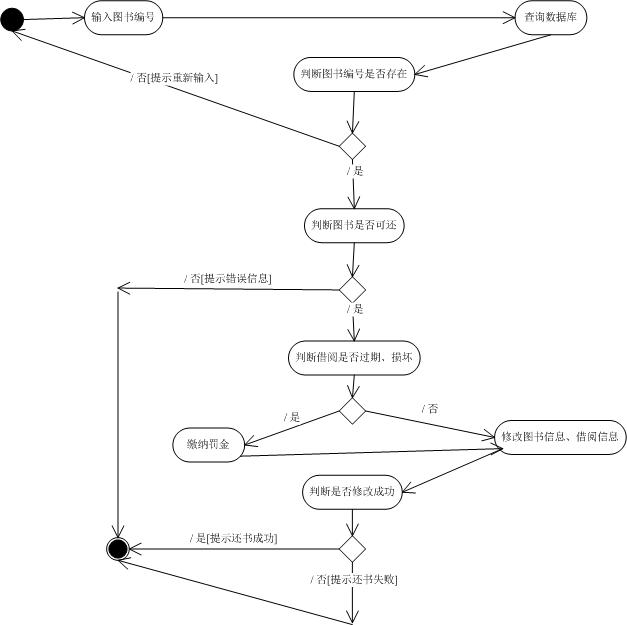 输入图书编号
查询数据库
判断图书编号是否存在
/ 否[提示重新输入]
/ 是
判断图书是否可还
/ 否[提示错误信息]
/ 是
判断借阅是否过期、损坏
/ 是
/ 否
缴纳罚金
修改图书信息、借阅信息
判断是否修改成功
/ 是[提示还书成功]
/ 否[提示还书失败]